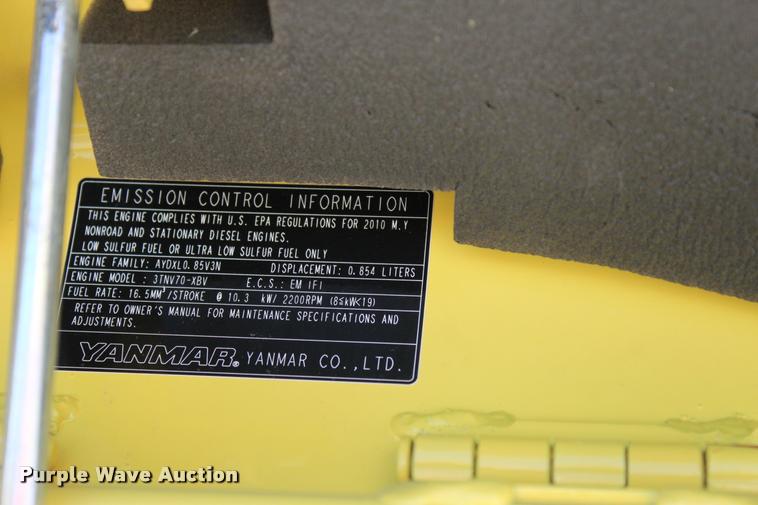 EMISSION CONTROL INFORMATION
THIS ENGINE COMPLIES WITH U.S. EPA REGULATIONS FOR 2010 M.Y
NONROAD AND STATIONARY DIESEL ENGINES.
LOW SULFUR FUEL OR ULTRA LOW SULFUR FUEL ONLY
ENGINE FAMILY: AYDXL0.85V3N DISPLACEMENT: 0.854 LITERS
ENGINE MODEL : 3TNV70-XBV E.C.S.: EM IFI
FUEL RATE: 16.5MM³/STROKE @ 10.3 kW/ 2200RPM (8≤kW<19)
REFER TO OWNER'S MANUAL FOR MAINTENANCE SPECIFICATIONS AND
ADJUSTMENTS.
YANMAR® YANMAR CO.,LTD.
Purple Wave Auction